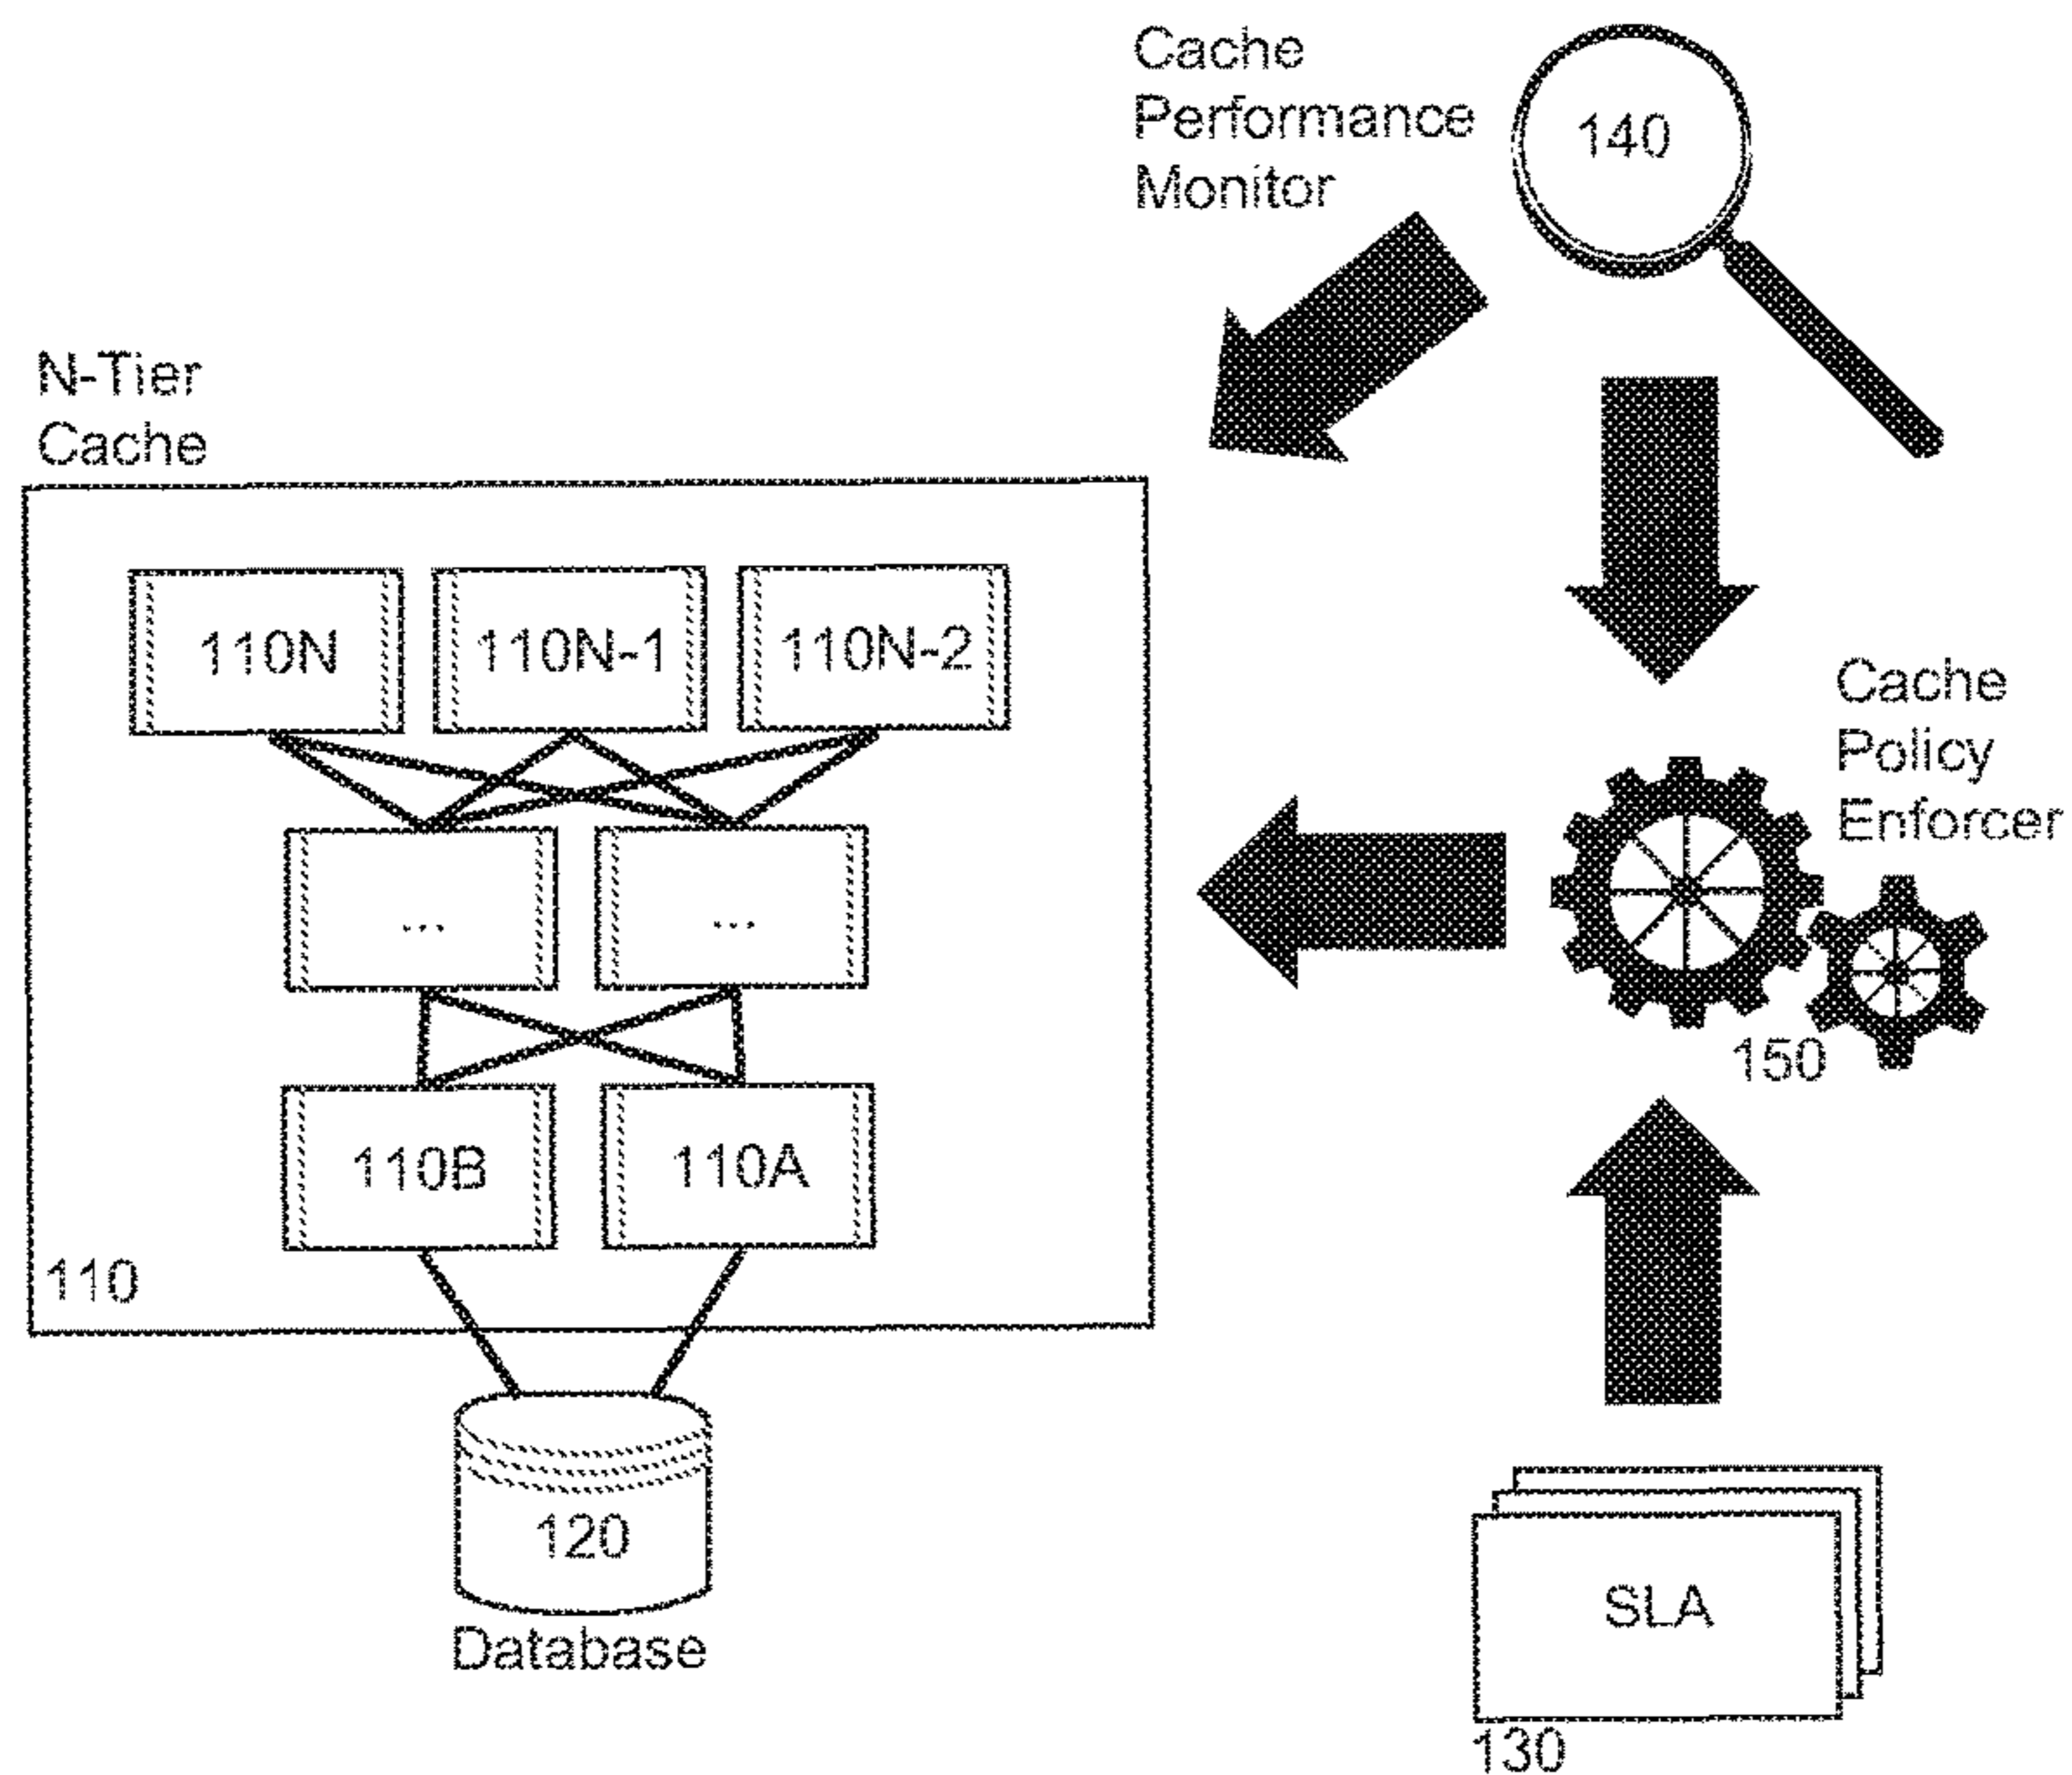 Cache
Performance
Monitor
140
N-Tier
Cache
110N
110N-1
110N-2
Cache
Policy
Enforcer
...
...
150
110B
110A
110
120
Database
SLA
130